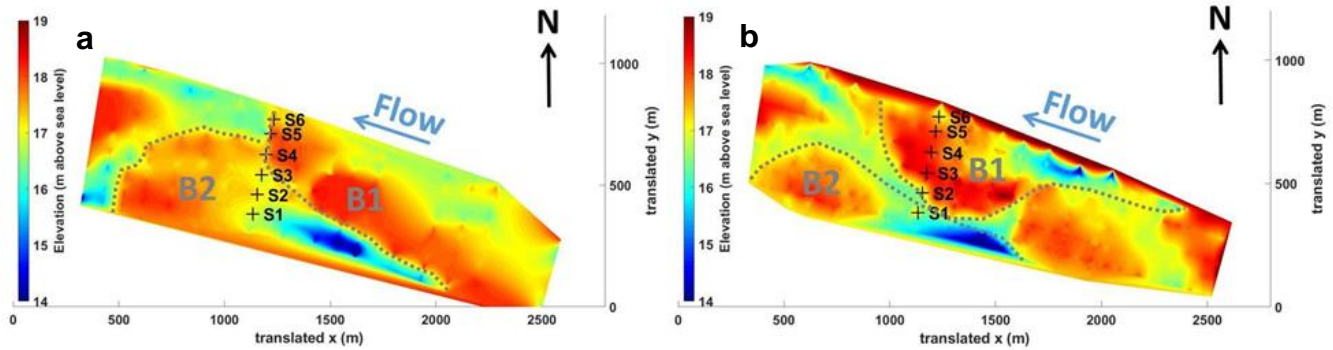 a
N
Flow
S6
S5
S4
S3
S2
S1
B2
B1
Elevation (m above sea level)
19
18
17
16
15
14
0
500
1000
1500
2000
2500
translated x (m)
1000
500
0
translated y (m)
b
N
Flow
S6
S5
S4
S3
S2
S1
B2
B1
Elevation (m above sea level)
19
18
17
16
15
14
0
500
1000
1500
2000
2500
translated x (m)
1000
500
0
translated y (m)